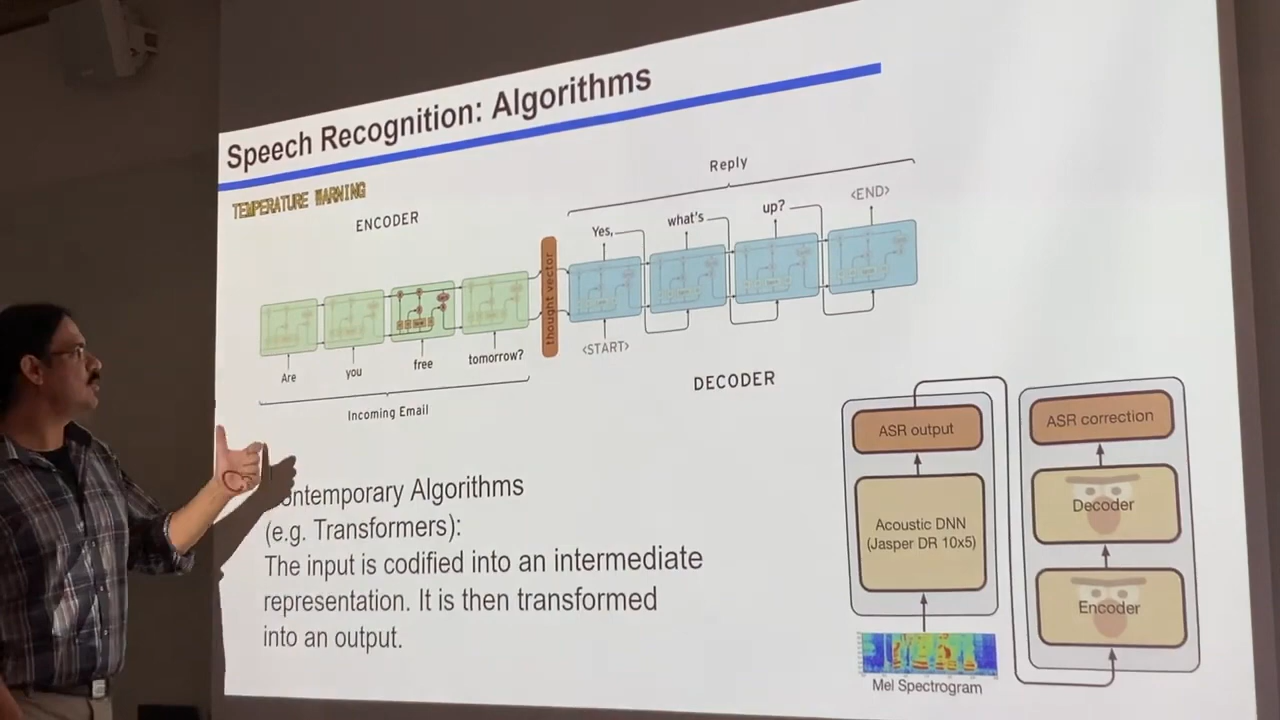 Speech Recognition: Algorithms
TEMPERATURE WARNING
ENCODER
Reply
Yes,
what's
up?
<END>
thought vector
<START>
Are
you
free
tomorrow?
Incoming Email
DECODER
ontemporary Algorithms
(e.g. Transformers):
The input is codified into an intermediate
representation. It is then transformed
into an output.
ASR output
Acoustic DNN
(Jasper DR 10x5)
Mel Spectrogram
ASR correction
Decoder
Encoder